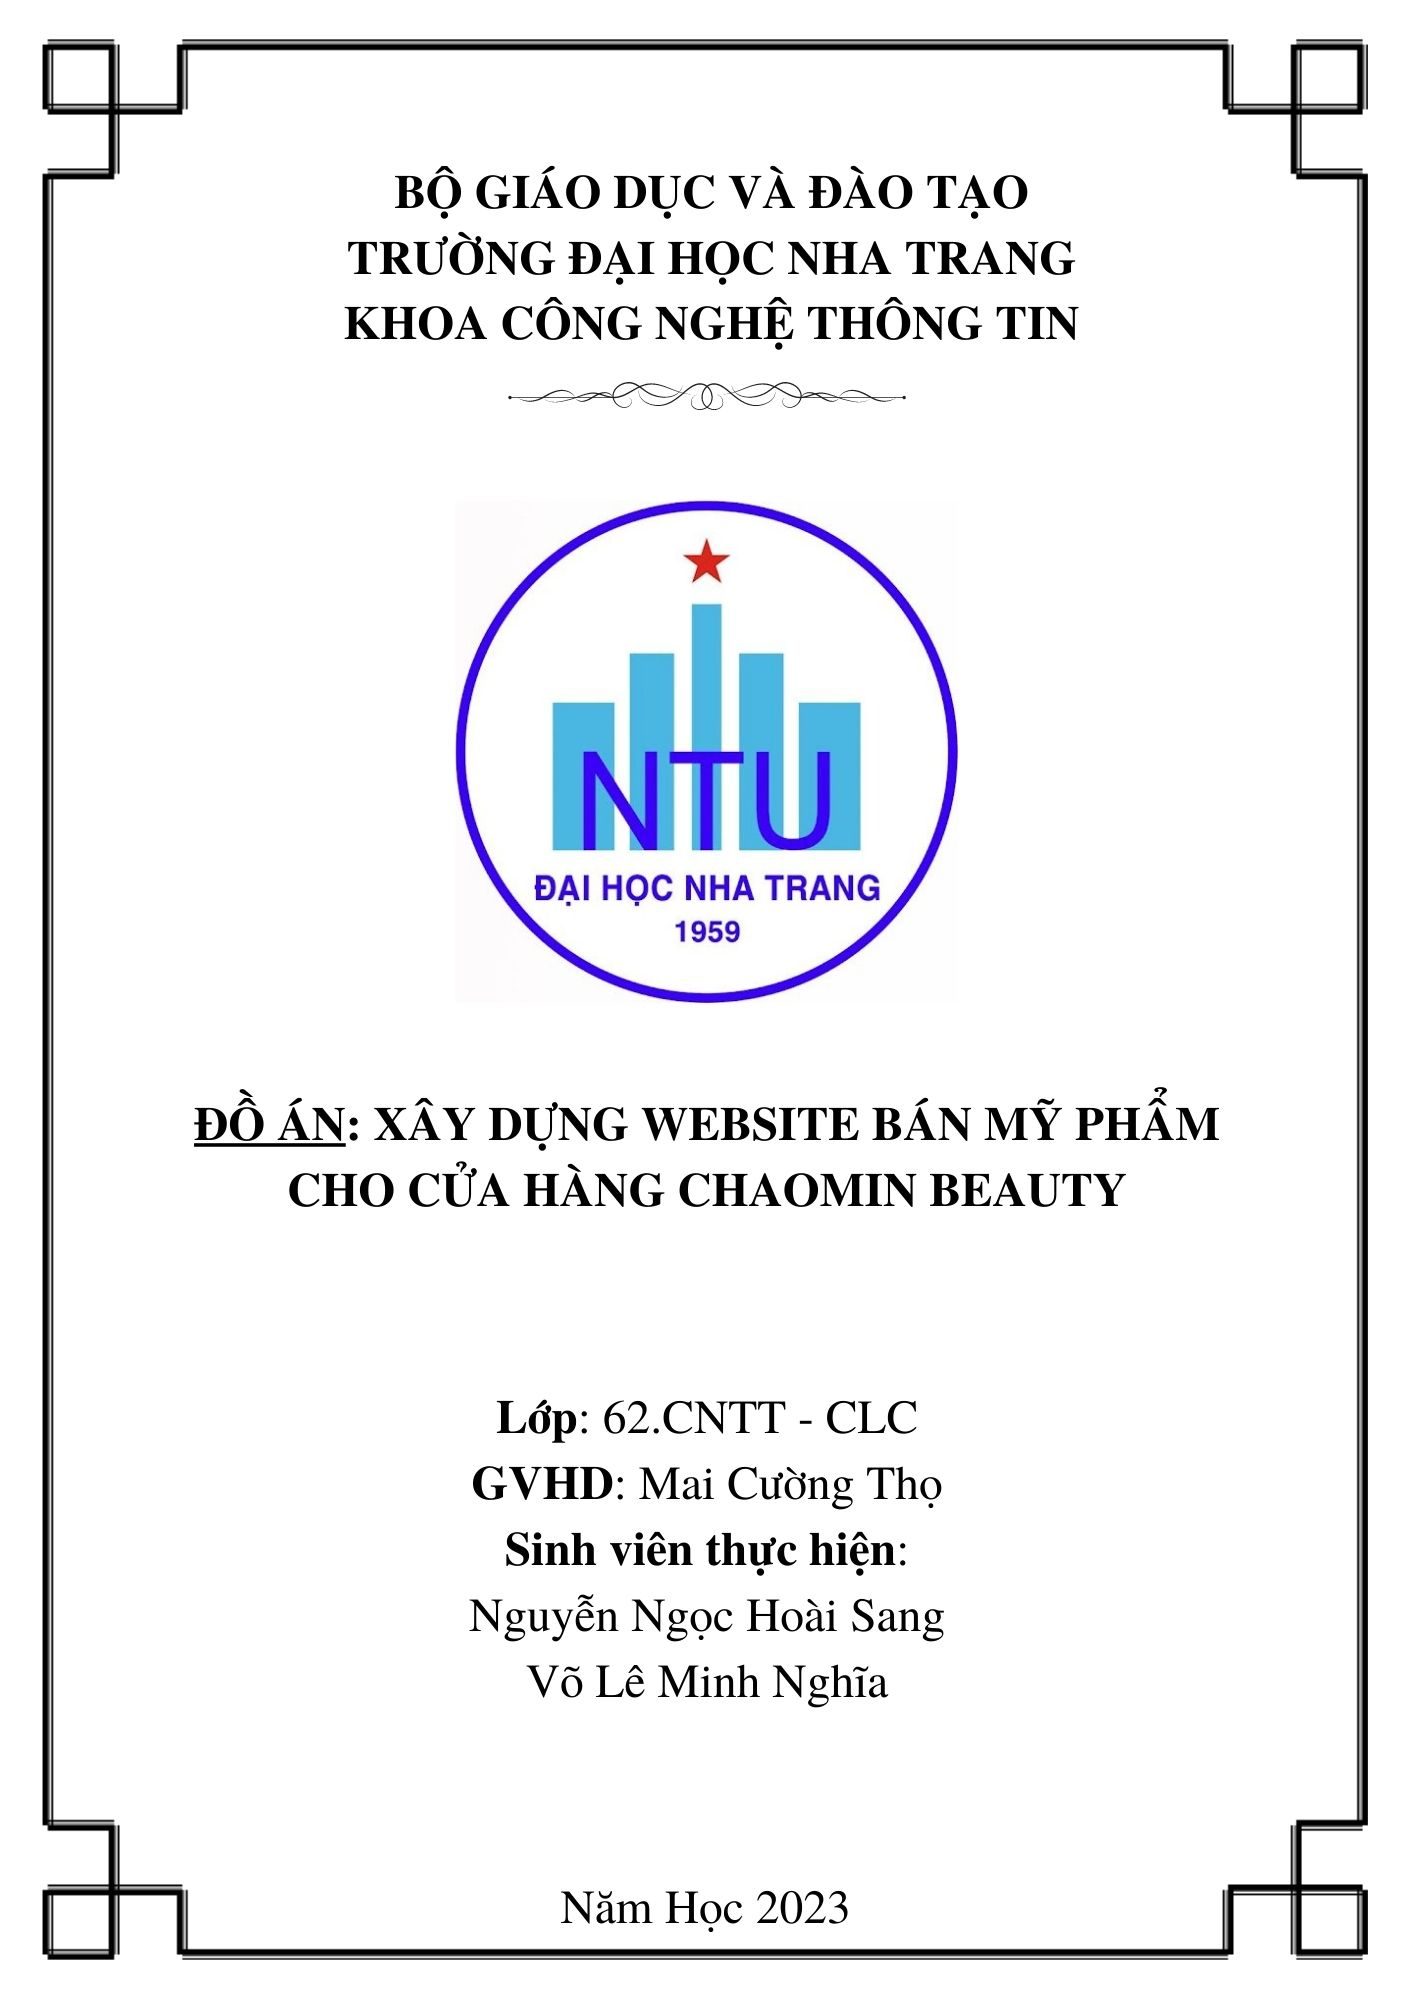 BỘ GIÁO DỤC VÀ ĐÀO TẠO
TRƯỜNG ĐẠI HỌC NHA TRANG
KHOA CÔNG NGHỆ THÔNG TIN
NTU
ĐẠI HỌC NHA TRANG
1959
ĐỒ ÁN: XÂY DỰNG WEBSITE BÁN MỸ PHẨM
CHO CỬA HÀNG CHAOMIN BEAUTY
Lớp: 62.CNTT - CLC
GVHD: Mai Cường Thọ
Sinh viên thực hiện:
Nguyễn Ngọc Hoài Sang
Võ Lê Minh Nghĩa
Năm Học 2023